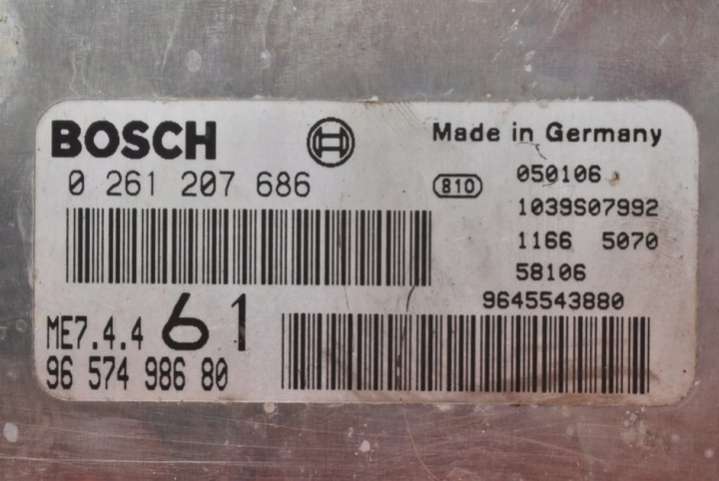 BOSCH
Made in Germany
0 261 207 686
810
050106
1039S07992
1166 5070
58106
9645543880
ME7.4.4 61
96 574 986 80